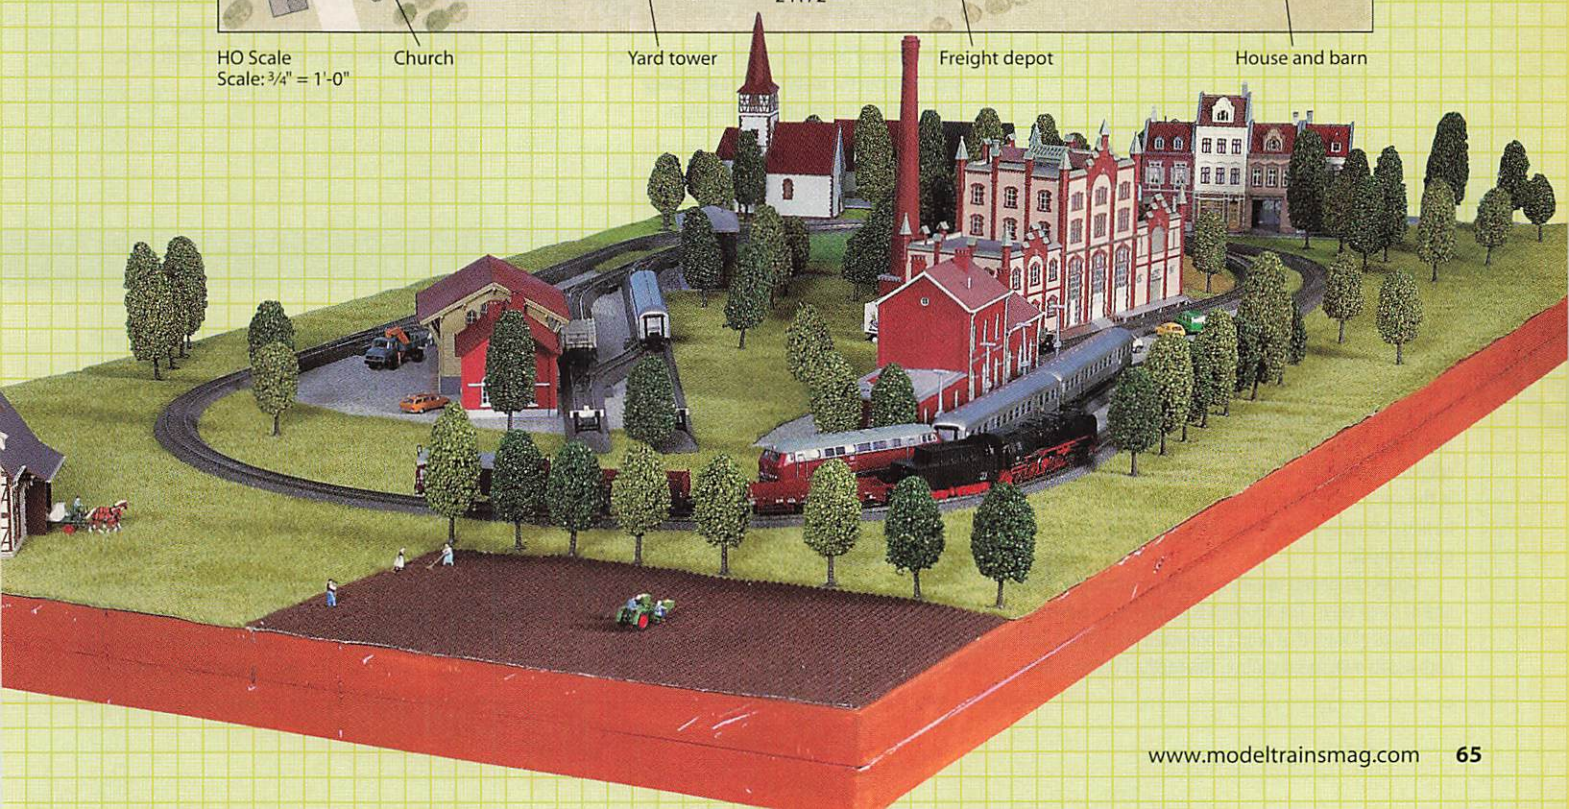 HO Scale
Scale: ¾" = 1'-0"
Church
Yard tower
Freight depot
House and barn
www.modeltrainsmag.com 65